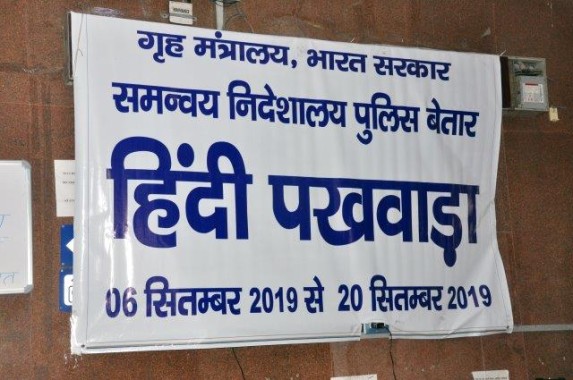 गृह मंत्रालय, भारत सरकार
समन्वय निदेशालय पुलिस बेतार
हिंदी पखवाड़ा
06 सितम्बर 2019 से 20 सितम्बर 2019